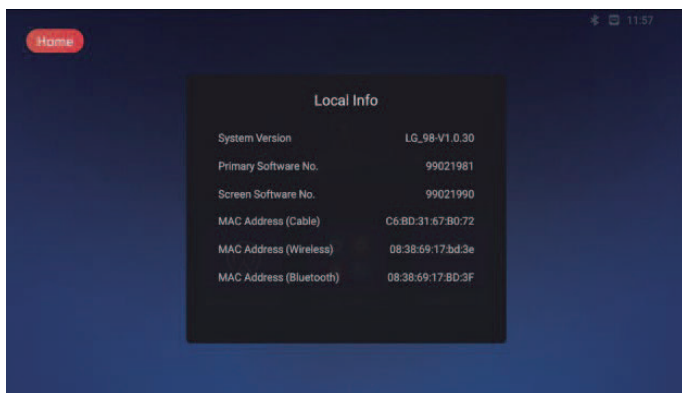 11:57
Home
Local Info
System Version LG_98-V1.0.30
Primary Software No. 99021981
Screen Software No. 99021990
MAC Address (Cable) C6:BD:31:67:B0:72
MAC Address (Wireless) 08:38:69:17:bd:3e
MAC Address (Bluetooth) 08:38:69:17:BD:3F